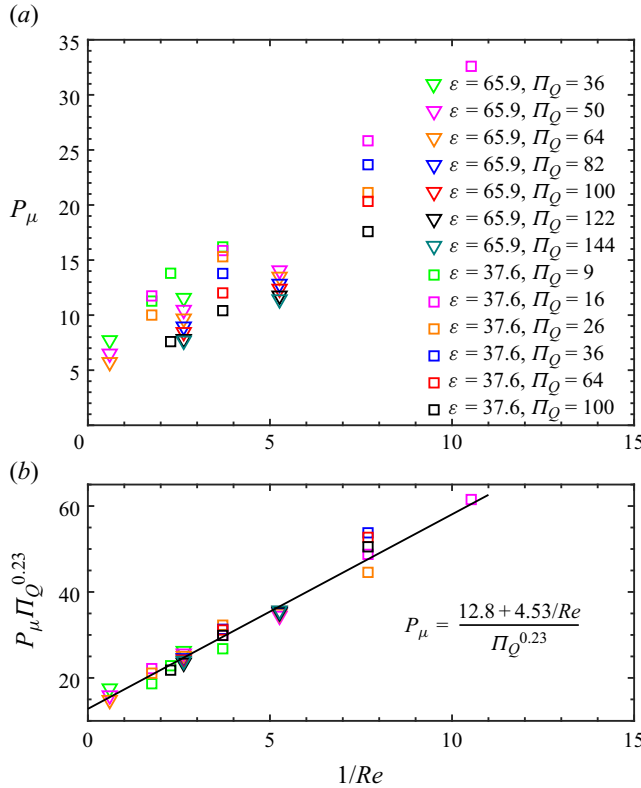 (a)
35
30
25
20
15
10
5
P_μ
ε = 65.9, Π_Q = 36
ε = 65.9, Π_Q = 50
ε = 65.9, Π_Q = 64
ε = 65.9, Π_Q = 82
ε = 65.9, Π_Q = 100
ε = 65.9, Π_Q = 122
ε = 65.9, Π_Q = 144
ε = 37.6, Π_Q = 9
ε = 37.6, Π_Q = 16
ε = 37.6, Π_Q = 26
ε = 37.6, Π_Q = 36
ε = 37.6, Π_Q = 64
ε = 37.6, Π_Q = 100
0 5 10 15
(b)
60
40
20
P_μ Π_Q^0.23
P_μ = (12.8 + 4.53/Re) / Π_Q^0.23
0 5 10 15
1/Re